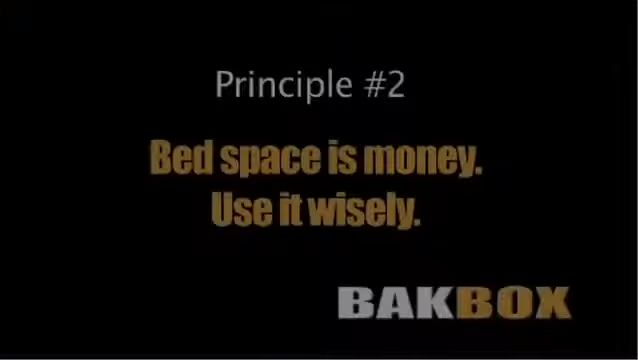 Principle #2
Bed space is money.
Use it wisely.
BAKBOX